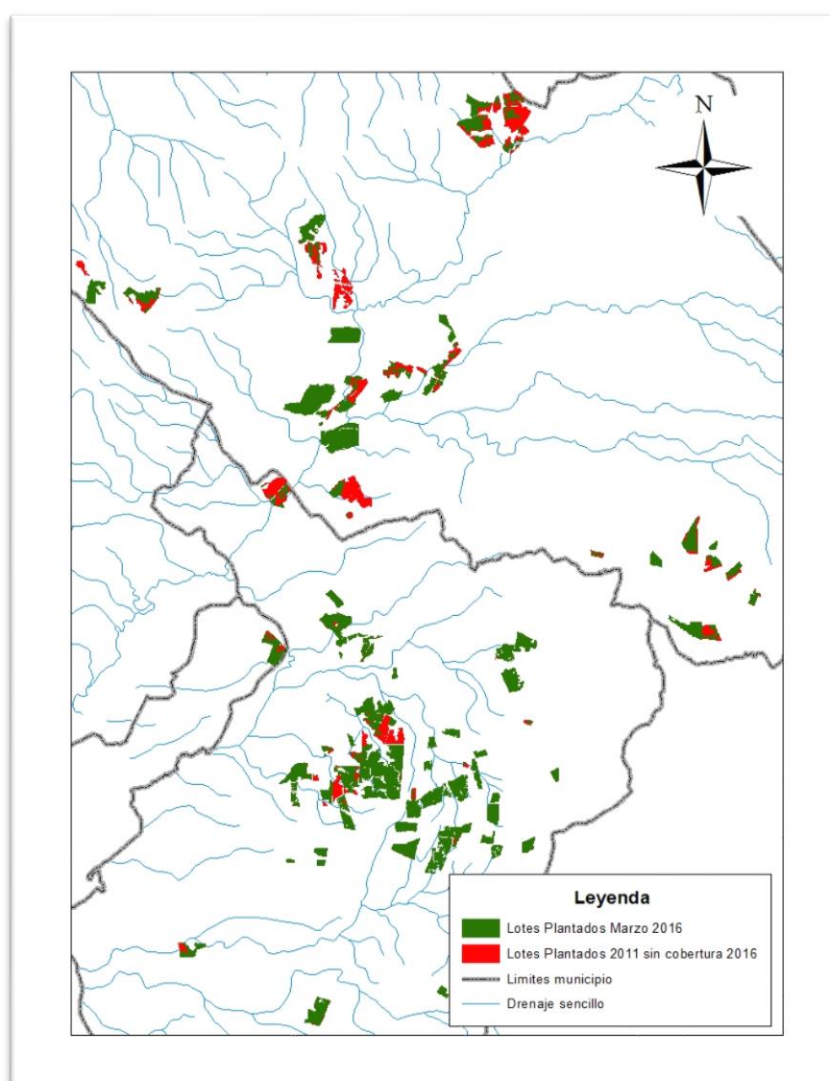 N
Leyenda
Lotes Plantados Marzo 2016
Lotes Plantados 2011 sin cobertura 2016
Limites municipio
Drenaje sencillo